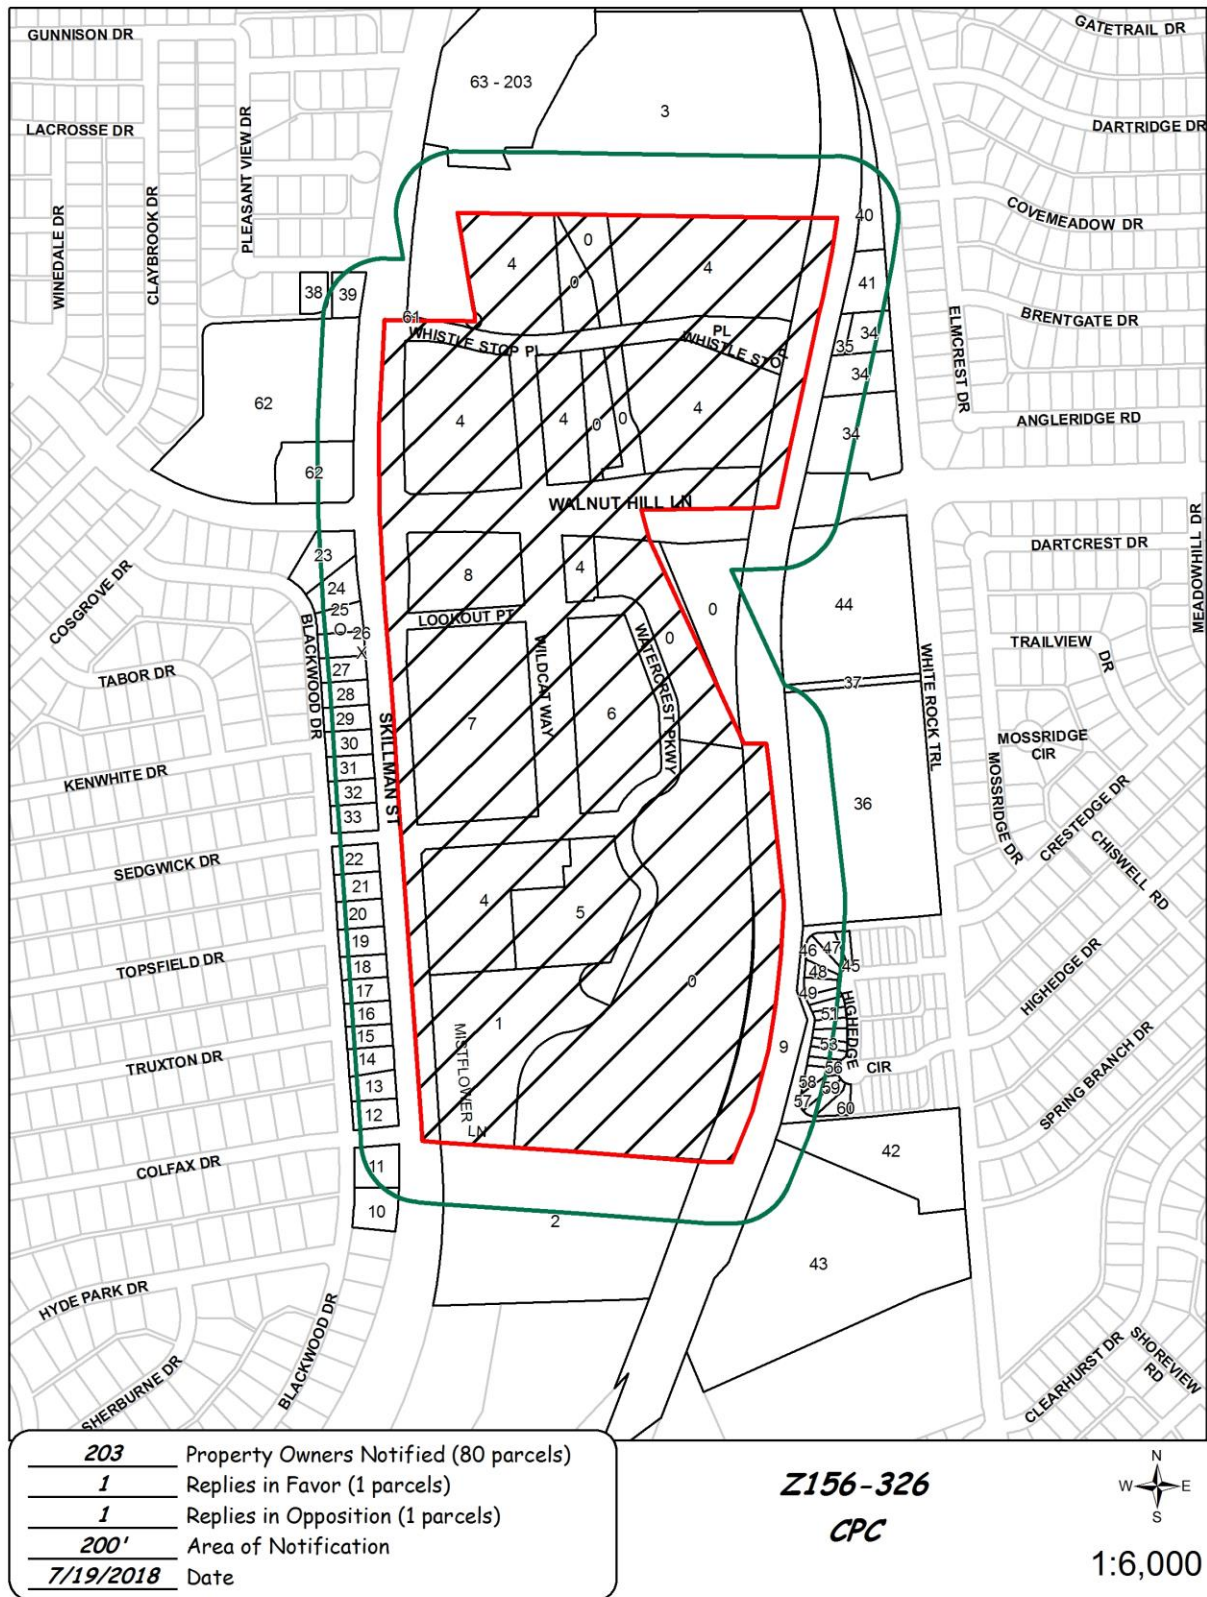 GUNNISON DR
GATETRAIL DR
63 - 203
3
LACROSSE DR
PLEASANT VIEW DR
DARTRIDGE DR
WINEDALE DR
CLAYBROOK DR
COVEMEADOW DR
40
0
4
4
0
38
39
41
61
BRENTGATE DR
ELMCREST DR
WHISTLE STOP PL
PL
WHISTLE STO
34
35
34
62
4
4
0
0
4
ANGLERIDGE RD
34
62
WALNUT HILL LN
MEADOWHILL DR
DARTCREST DR
23
8
4
24
44
COSGROVE DR
25
LOOKOUT PT
0
O
26
0
X
BLACKWOOD DR
WILDCAT WAY
WATERCREST PKWY
WHITE ROCK TRL
TRAILVIEW
DR
27
TABOR DR
28
37
29
SKILLMAN ST
7
6
30
MOSSRIDGE
CIR
31
KENWHITE DR
32
36
33
MOSSRIDGE DR
CRESTEDGE DR
CHISWELL RD
22
SEDGWICK DR
21
4
5
20
19
46
47
TOPSFIELD DR
18
48
45
17
0
49
HIGHEDGE DR
16
1
51
HIGHEDGE
15
53
9
14
56
CIR
TRUXTON DR
MISTFLOWER
LN
13
58
59
57
60
12
SPRING BRANCH DR
11
42
COLFAX DR
10
2
43
HYDE PARK DR
BLACKWOOD DR
SHERBURNE DR
CLEARHURST DR
SHOREVIEW
RD
203 Property Owners Notified (80 parcels)
1 Replies in Favor (1 parcels)
1 Replies in Opposition (1 parcels)
200' Area of Notification
7/19/2018 Date
Z156-326
CPC
N
W E
S
1:6,000